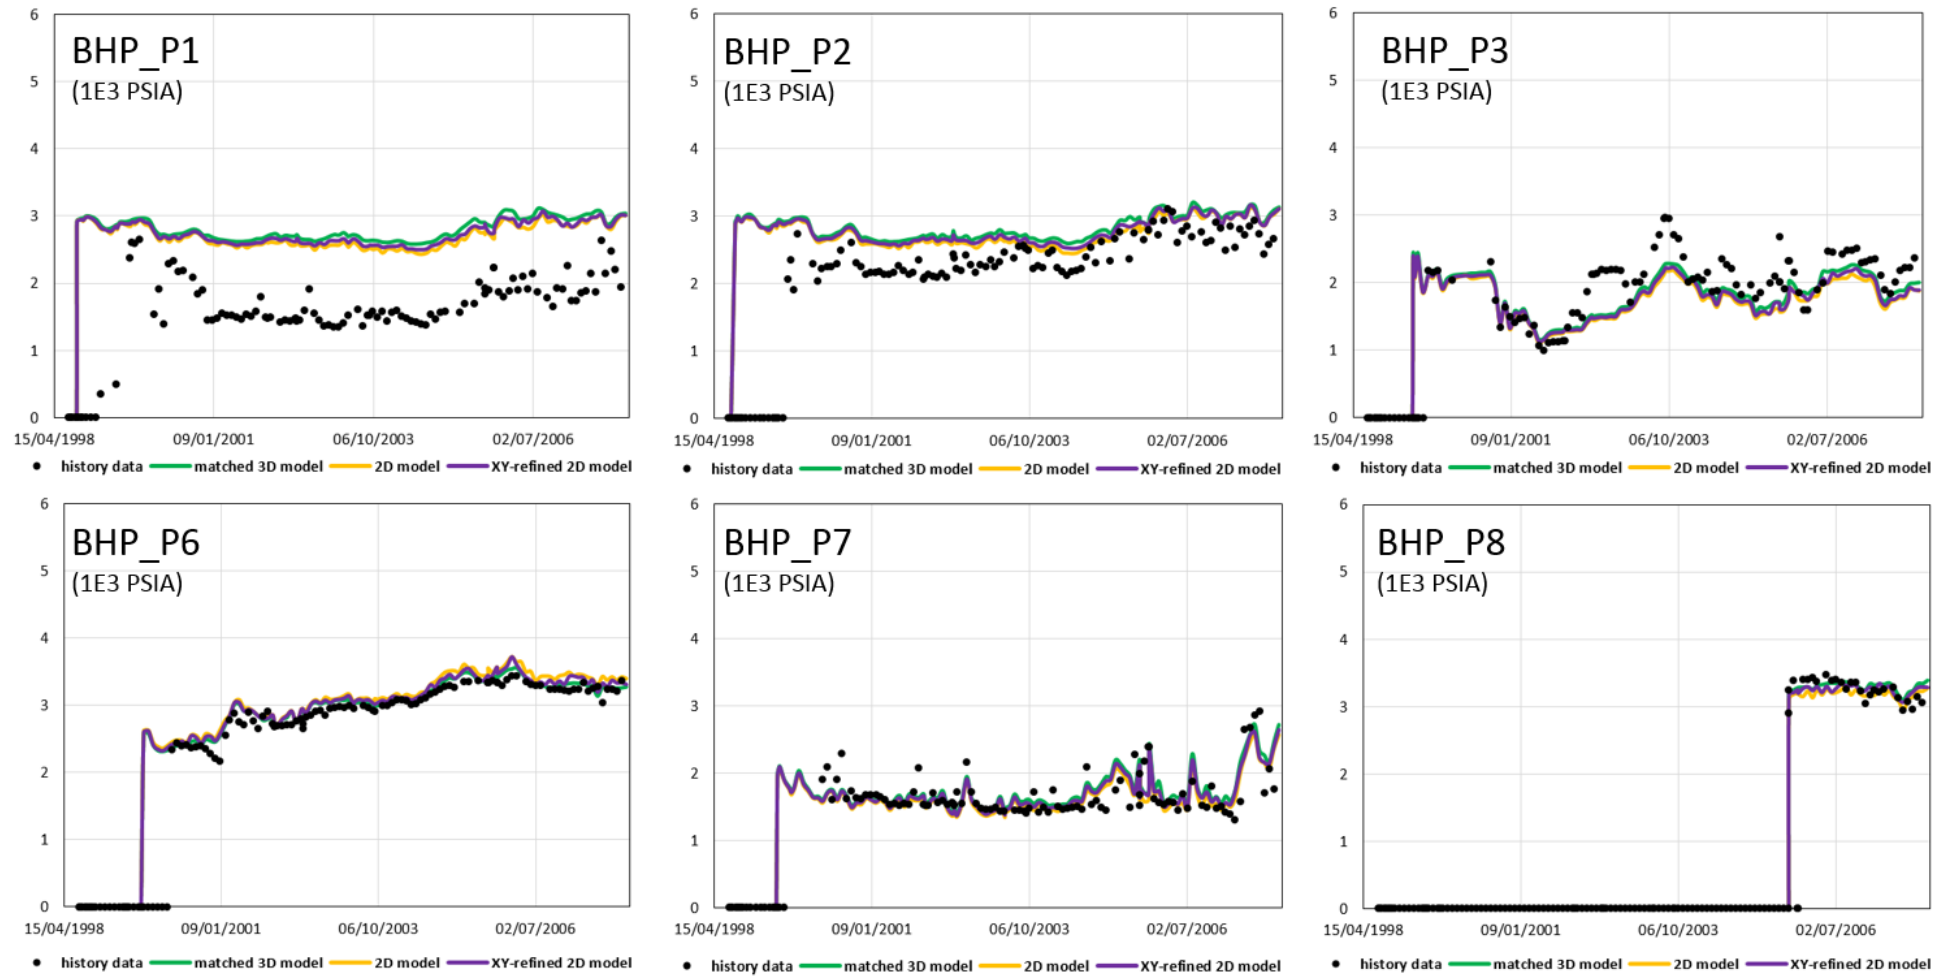 6
5
4
3
2
1
0
BHP_P1
(1E3 PSIA)
15/04/1998 09/01/2001 06/10/2003 02/07/2006
history data matched 3D model 2D model XY-refined 2D model
6
5
4
3
2
1
0
BHP_P2
(1E3 PSIA)
15/04/1998 09/01/2001 06/10/2003 02/07/2006
history data matched 3D model 2D model XY-refined 2D model
6
5
4
3
2
1
0
BHP_P3
(1E3 PSIA)
15/04/1998 09/01/2001 06/10/2003 02/07/2006
history data matched 3D model 2D model XY-refined 2D model
6
5
4
3
2
1
0
BHP_P6
(1E3 PSIA)
15/04/1998 09/01/2001 06/10/2003 02/07/2006
history data matched 3D model 2D model XY-refined 2D model
6
5
4
3
2
1
0
BHP_P7
(1E3 PSIA)
15/04/1998 09/01/2001 06/10/2003 02/07/2006
history data matched 3D model 2D model XY-refined 2D model
6
5
4
3
2
1
0
BHP_P8
(1E3 PSIA)
15/04/1998 09/01/2001 06/10/2003 02/07/2006
history data matched 3D model 2D model XY-refined 2D model